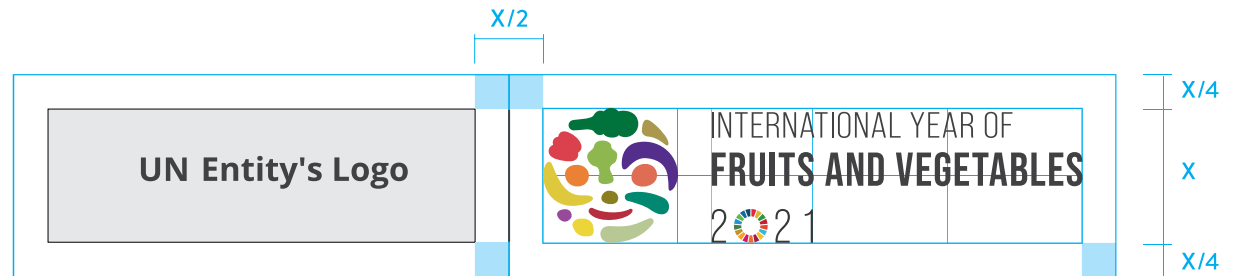 X/2
X/4
UN Entity's Logo
INTERNATIONAL YEAR OF
FRUITS AND VEGETABLES
2021
X
X/4